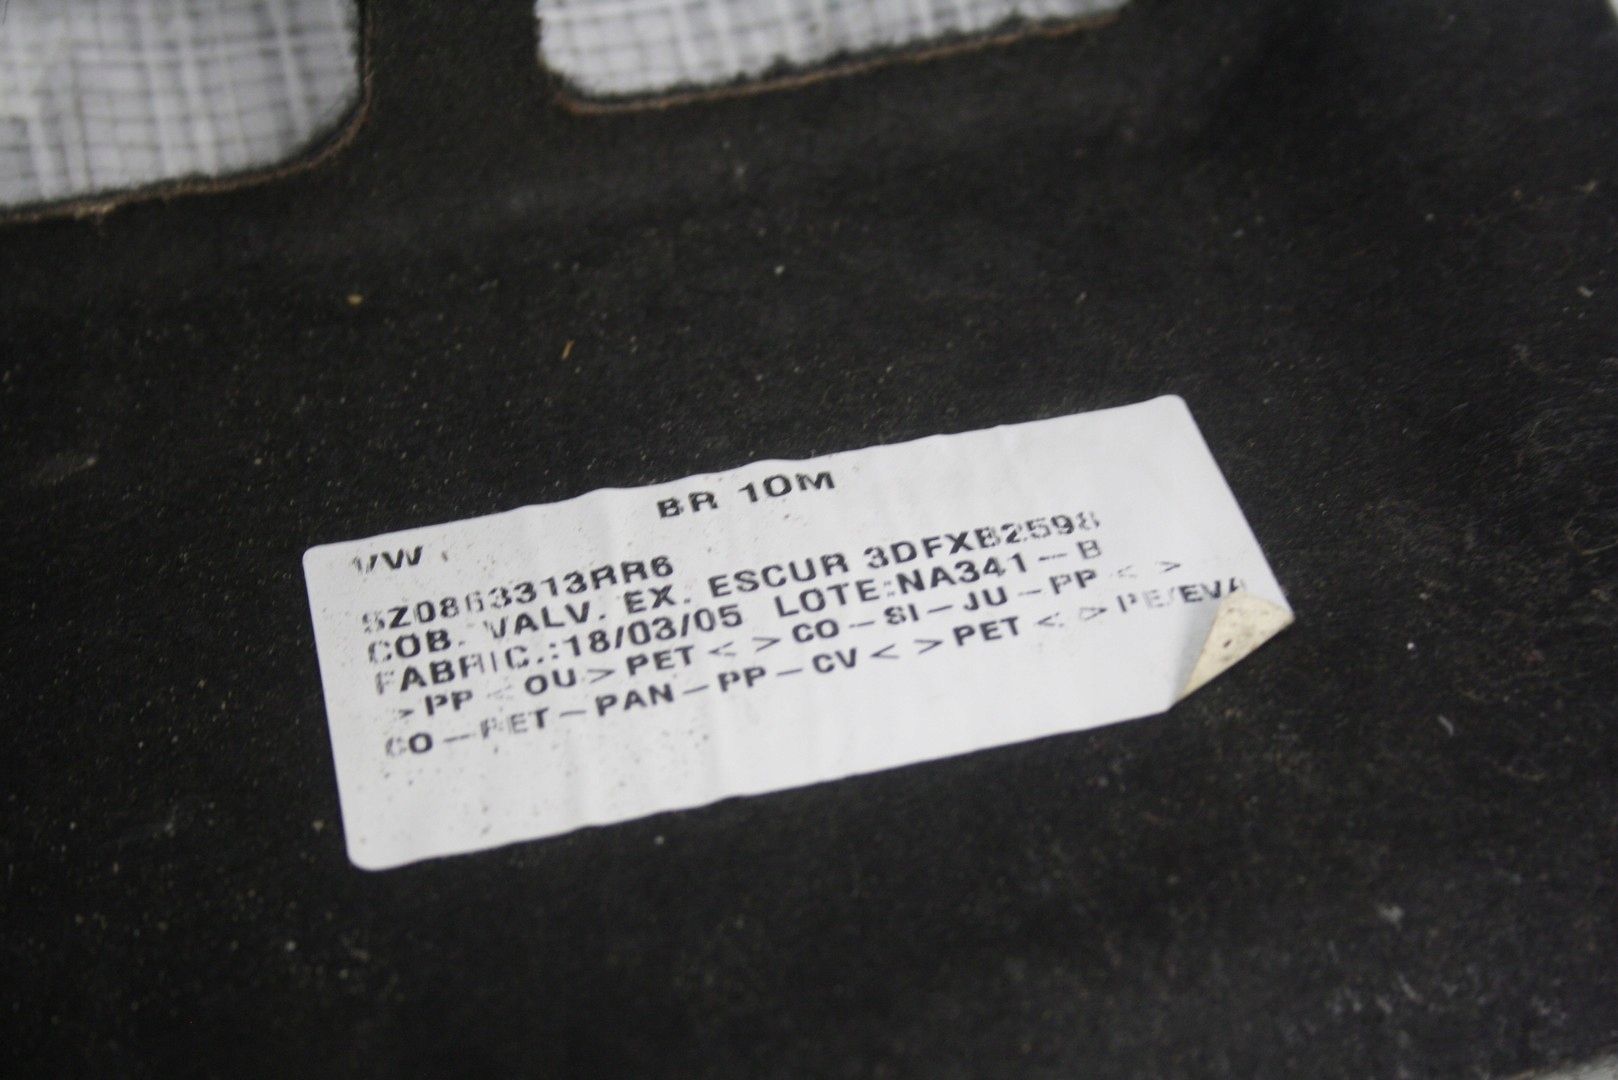 BR 10M
VW
5Z0863313RR6
COB. VALV. EX. ESCUR 3DFXB2598
FABRIC.:18/03/05 LOTE:NA341-B
>PP < OU > PET < > CO-SI-JU-PP < >
CO-PET-PAN-PP-CV < > PET < > PE/EVA